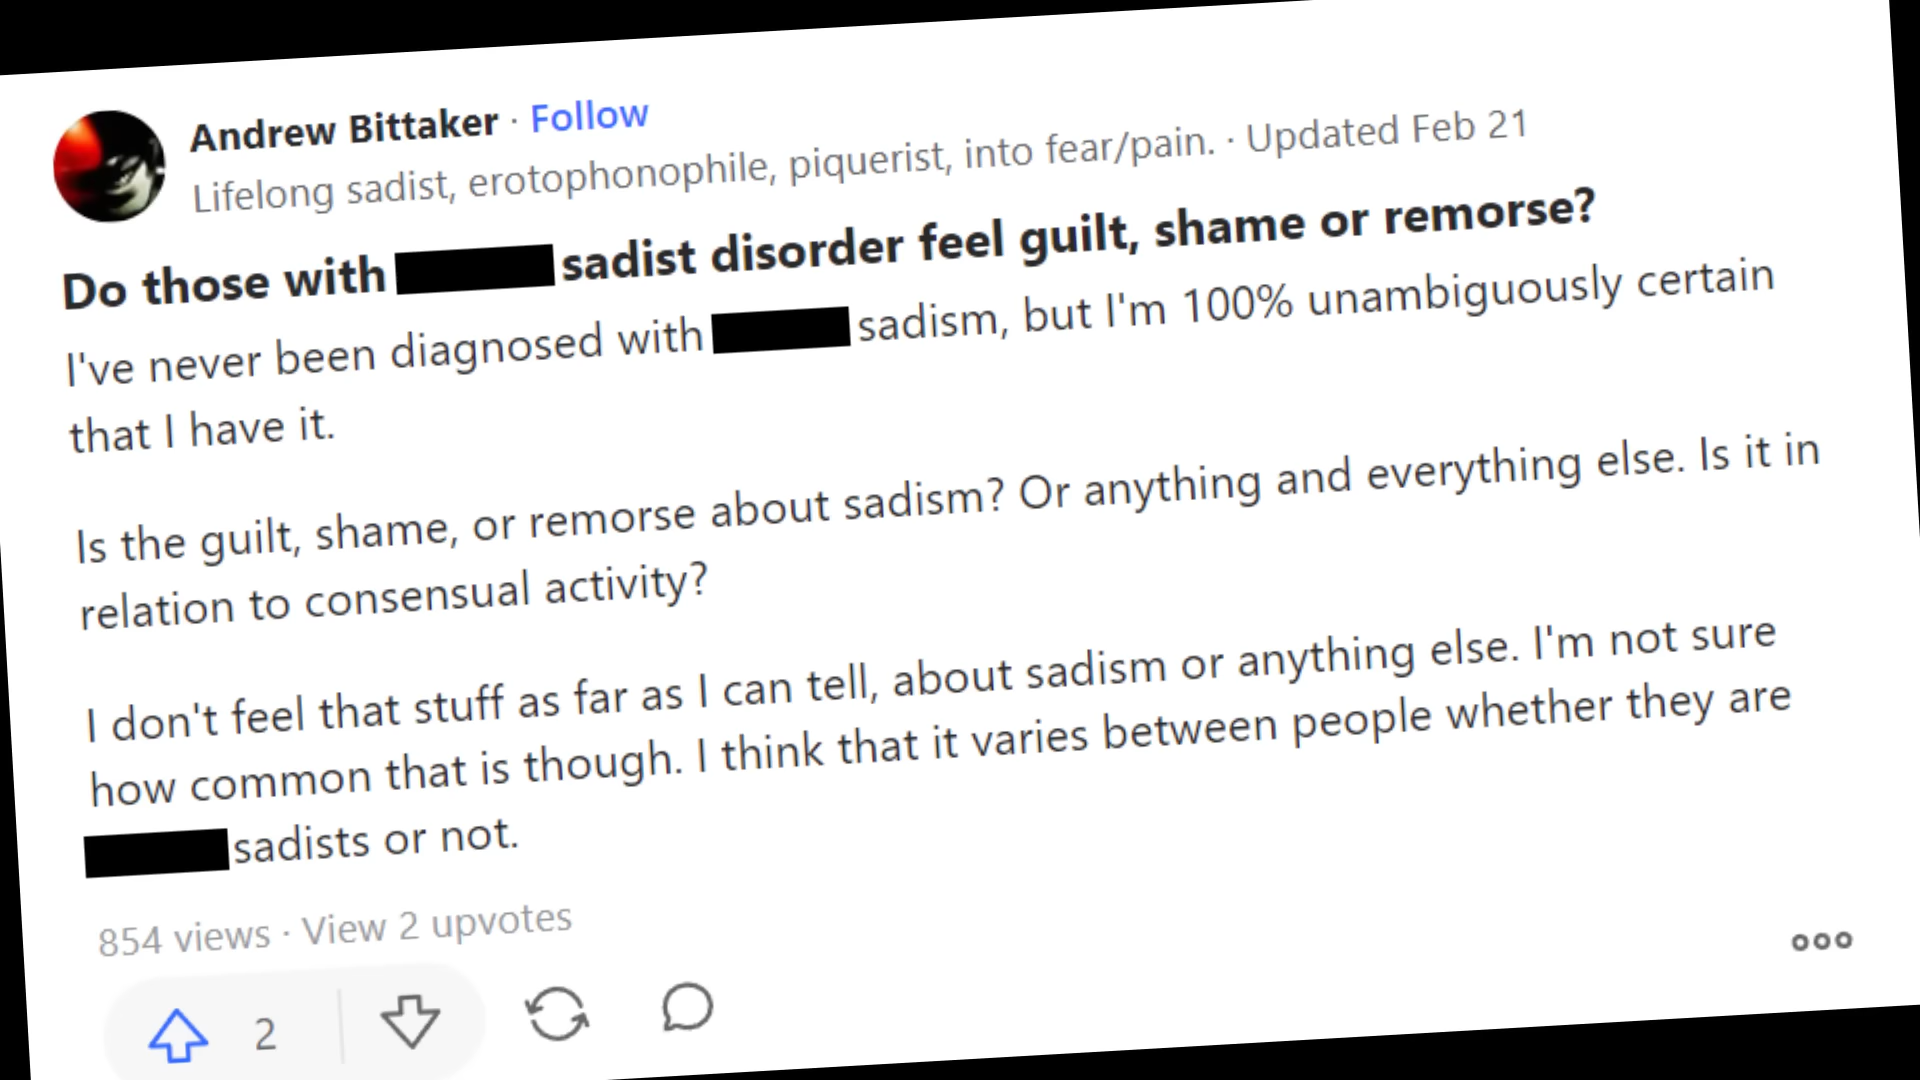 Andrew Bittaker · Follow
Lifelong sadist, erotophonophile, piquerist, into fear/pain. · Updated Feb 21
Do those with sadist disorder feel guilt, shame or remorse?
I've never been diagnosed with sadism, but I'm 100% unambiguously certain
that I have it.
Is the guilt, shame, or remorse about sadism? Or anything and everything else. Is it in
relation to consensual activity?
I don't feel that stuff as far as I can tell, about sadism or anything else. I'm not sure
how common that is though. I think that it varies between people whether they are
sadists or not.
854 views · View 2 upvotes
2